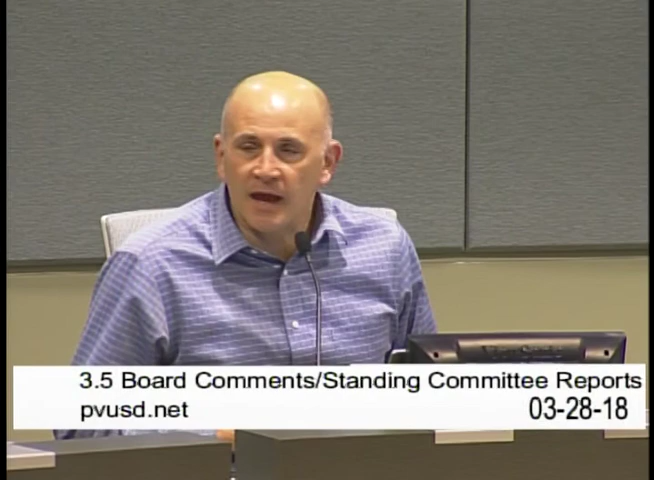 3.5 Board Comments/Standing Committee Reports
pvusd.net 03-28-18